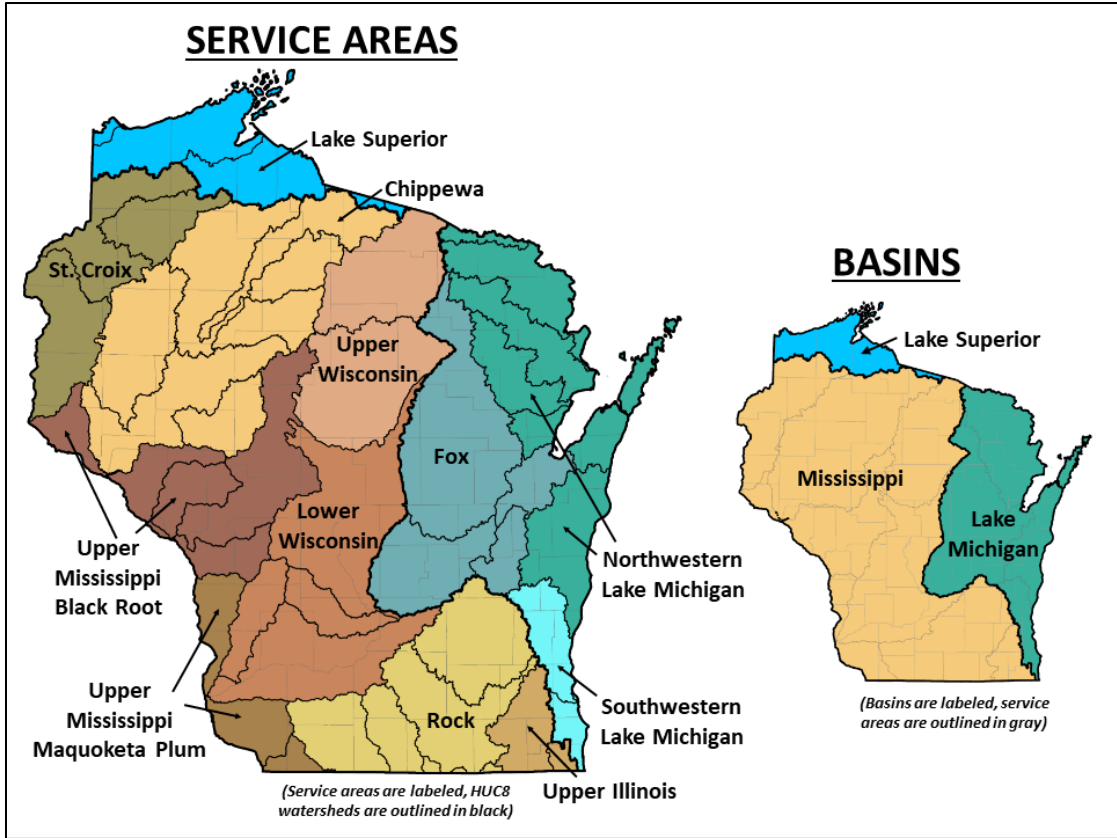 SERVICE AREAS
Lake Superior
Chippewa
St. Croix
Upper
Wisconsin
Fox
Lower
Wisconsin
Upper
Mississippi
Black Root
Northwestern
Lake Michigan
Upper
Mississippi
Maquoketa Plum
Rock
Southwestern
Lake Michigan
Upper Illinois
(Service areas are labeled, HUC8
watersheds are outlined in black)
BASINS
Lake Superior
Mississippi
Lake
Michigan
(Basins are labeled, service
areas are outlined in gray)